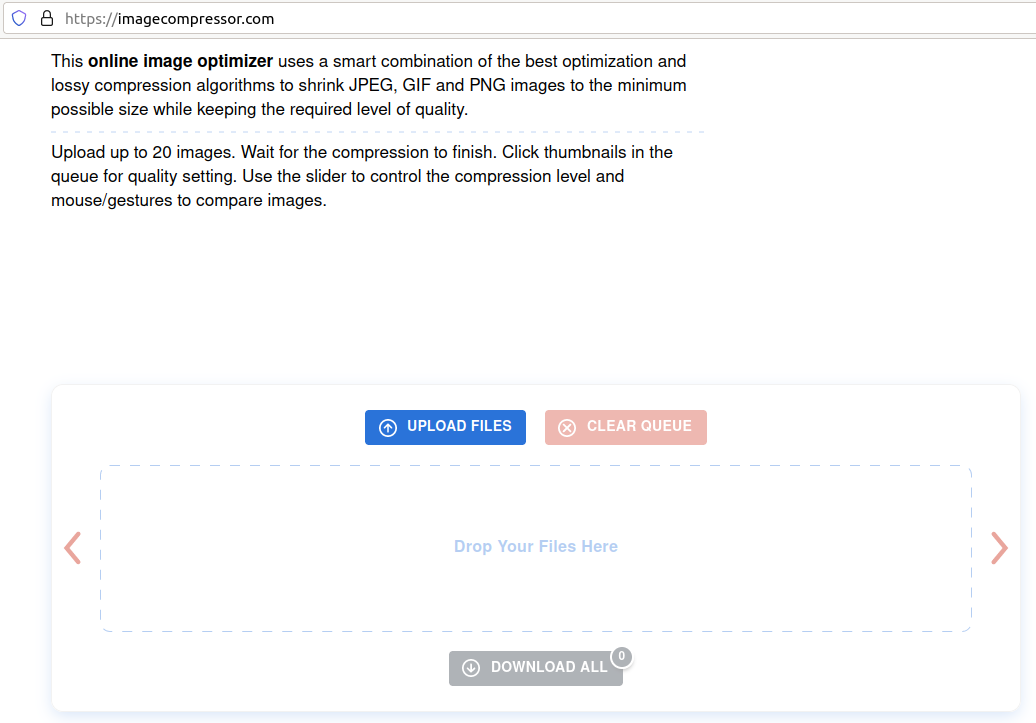 https://imagecompressor.com
This online image optimizer uses a smart combination of the best optimization and
lossy compression algorithms to shrink JPEG, GIF and PNG images to the minimum
possible size while keeping the required level of quality.
Upload up to 20 images. Wait for the compression to finish. Click thumbnails in the
queue for quality setting. Use the slider to control the compression level and
mouse/gestures to compare images.
UPLOAD FILES
CLEAR QUEUE
Drop Your Files Here
DOWNLOAD ALL
0